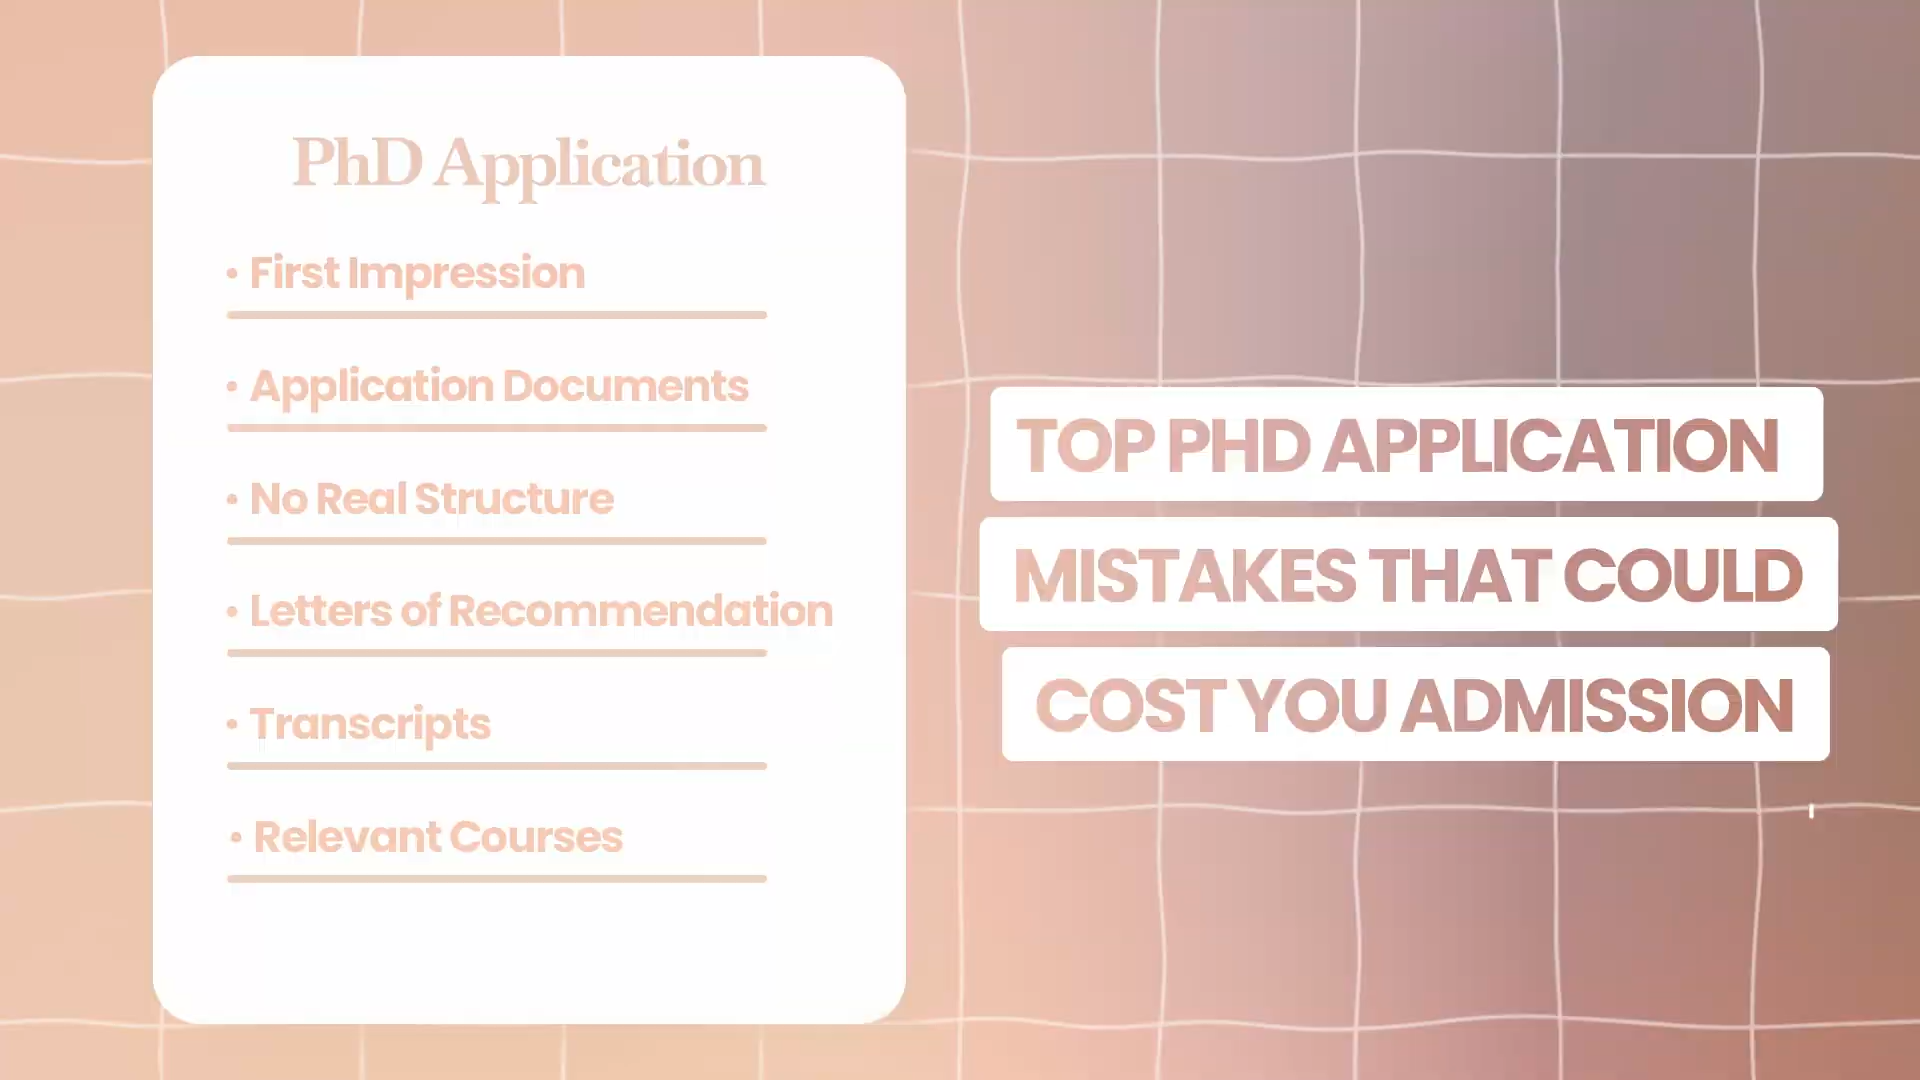 PhD Application
• First Impression
• Application Documents
• No Real Structure
• Letters of Recommendation
• Transcripts
• Relevant Courses
TOP PHD APPLICATION
MISTAKES THAT COULD
COST YOU ADMISSION